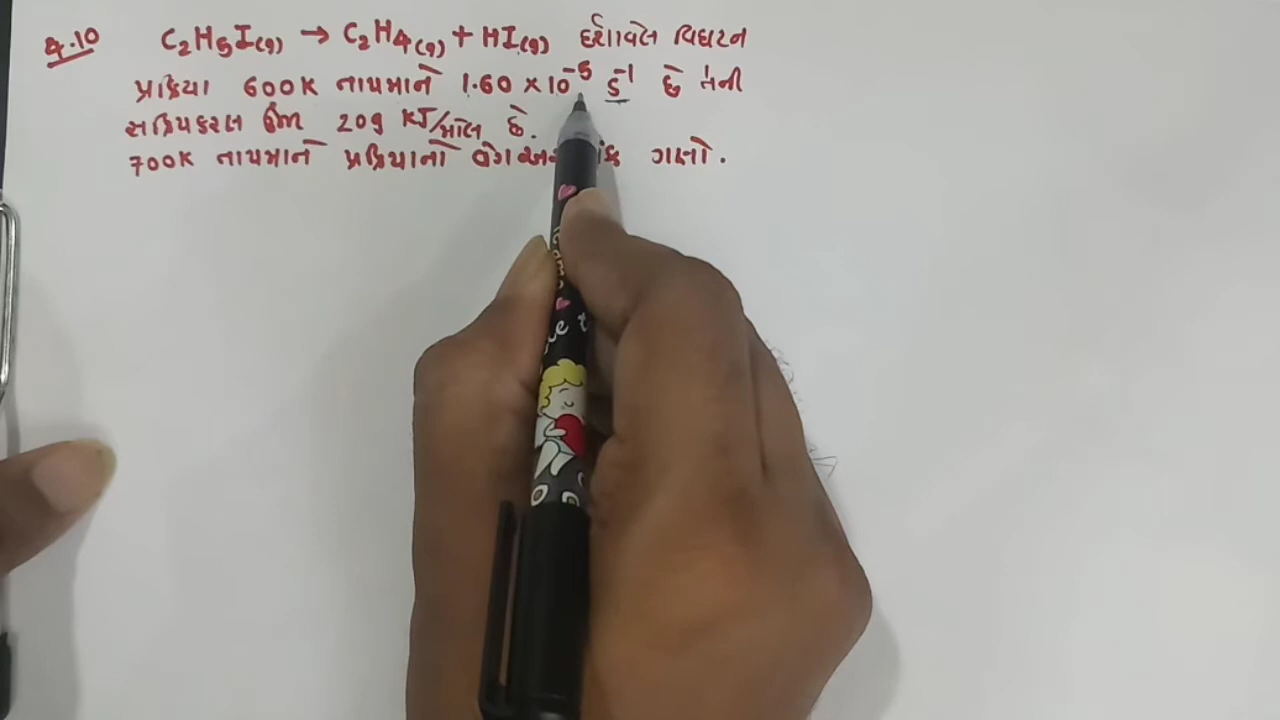 Q.10 C₂H₅I(g) → C₂H₄(g) + HI(g) દર્શાવેલ વિઘટન
પ્રક્રિયા 600K તાપમાને 1.60 × 10⁻⁵ S⁻¹ છે તેની
સક્રિયકરણ ઊર્જા 209 KJ/મોલ છે.
700K તાપમાને પ્રક્રિયાનો ગણો.